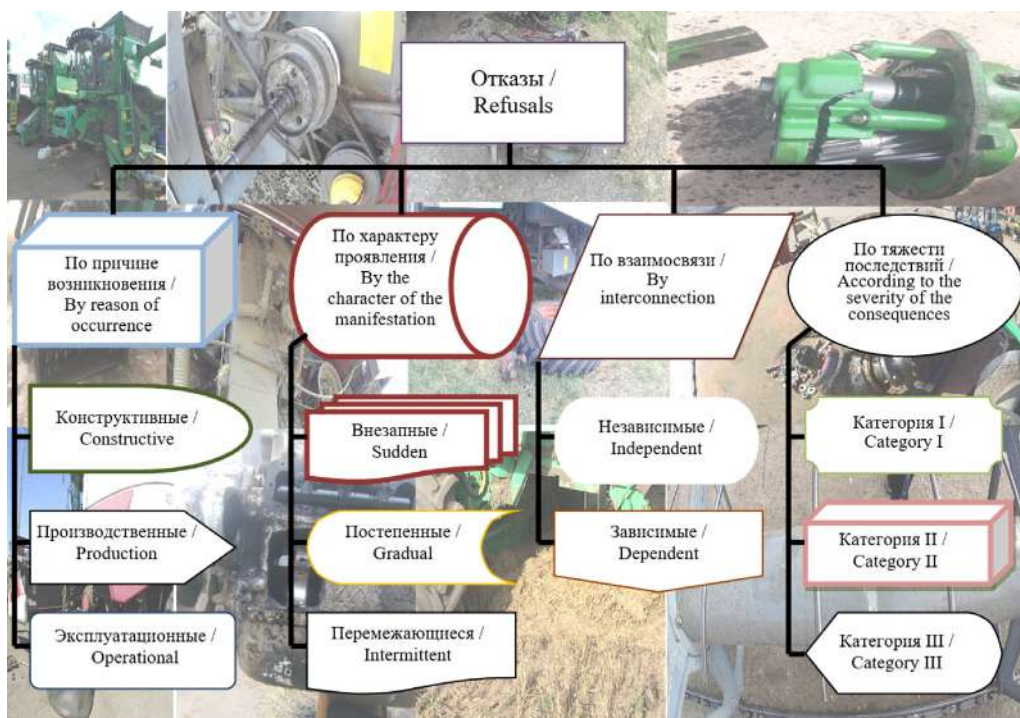 Отказы /
Refusals
По причине
возникновения /
By reason of
occurrence
По характеру
проявления /
By the
character of the
manifestation
По взаимосвязи /
By
interconnection
По тяжести
последствий /
According to the
severity of the
consequences
Конструктивные /
Constructive
Внезапные /
Sudden
Независимые /
Independent
Категория I /
Category I
Производственные /
Production
Постепенные /
Gradual
Зависимые /
Dependent
Категория II /
Category II
Эксплуатационные /
Operational
Перемежающиеся /
Intermittent
Категория III /
Category III